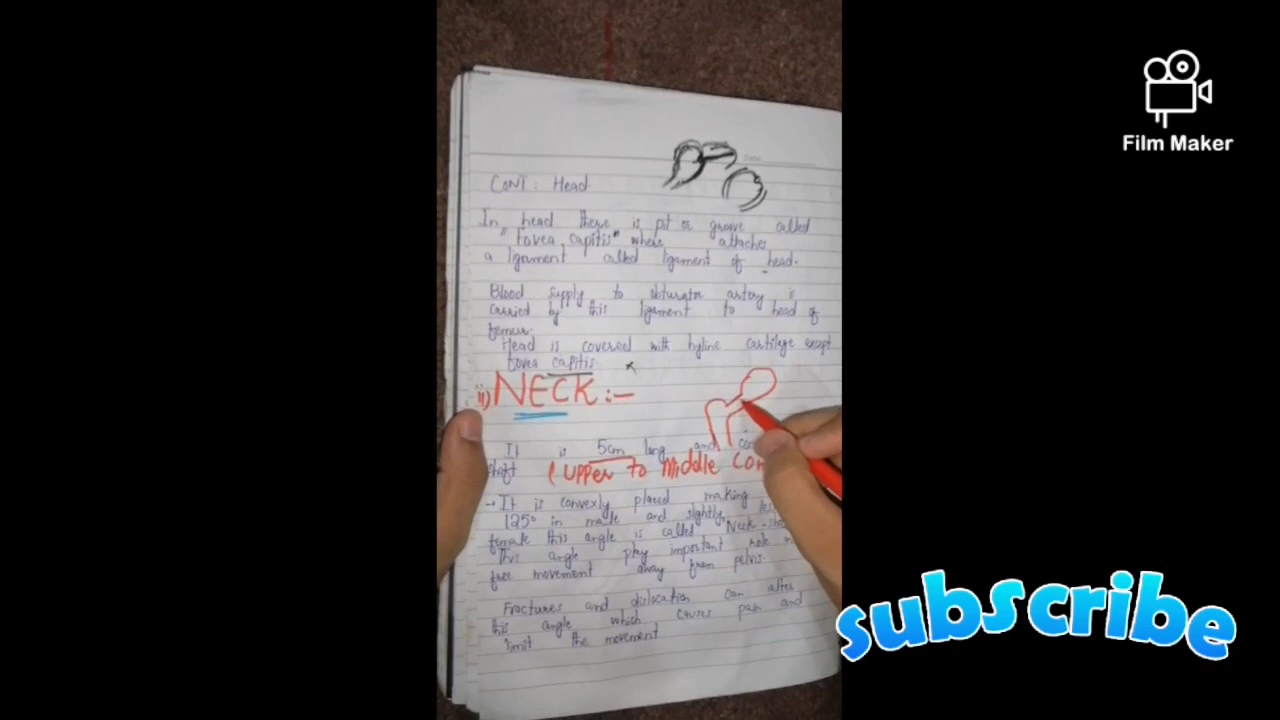 Film Maker
CONT : Head.
In head there is pit or groove called
"fovea capitis" where attaches
a ligament called ligament of head.
Blood supply to obturator artery is
carried by this ligament to head of
femur.
Head is covered with hyline cartilage except
fovea capitis.
ii) NECK :-
It is 5cm long and
shaft (upper to Middle
→ It is convexly placed making
125° in male and slightly
female this angle is called "Neck -
This angle play important role
free movement away from pelvis.
Fractures and dislocation can alter
this angle which causes pain and
limit the movement
subscribe